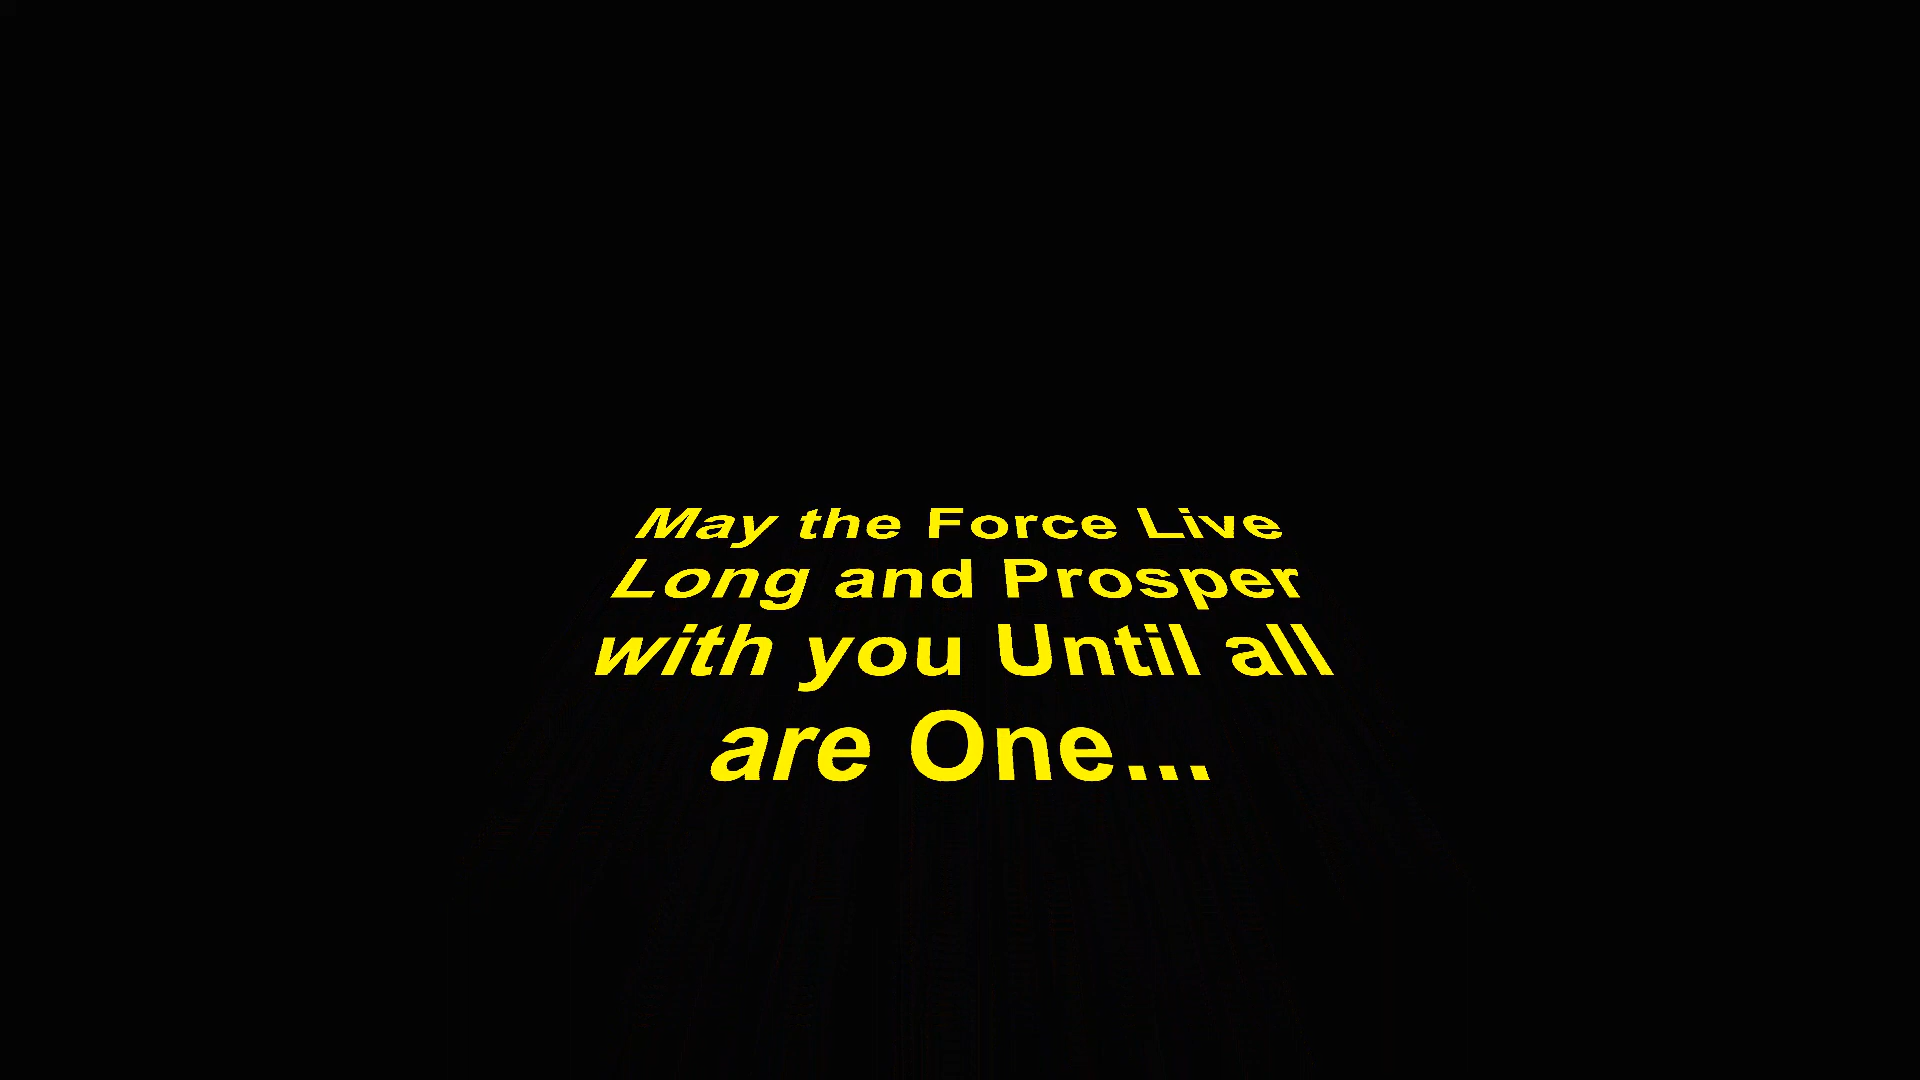 May the Force Live
Long and Prosper
with you Until all
are One...